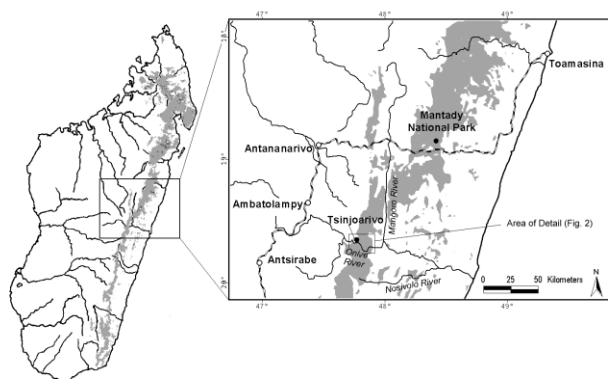 47° 48° 49°
18°
Toamasina
Mantady
National Park
Antananarivo
19°
Mangoro River
Ambatolampy
Tsinjoarivo
Area of Detail (Fig. 2)
Onive
River
Antsirabe
20°
Nosivolo River
0 25 50 Kilometers
N
47° 48° 49°